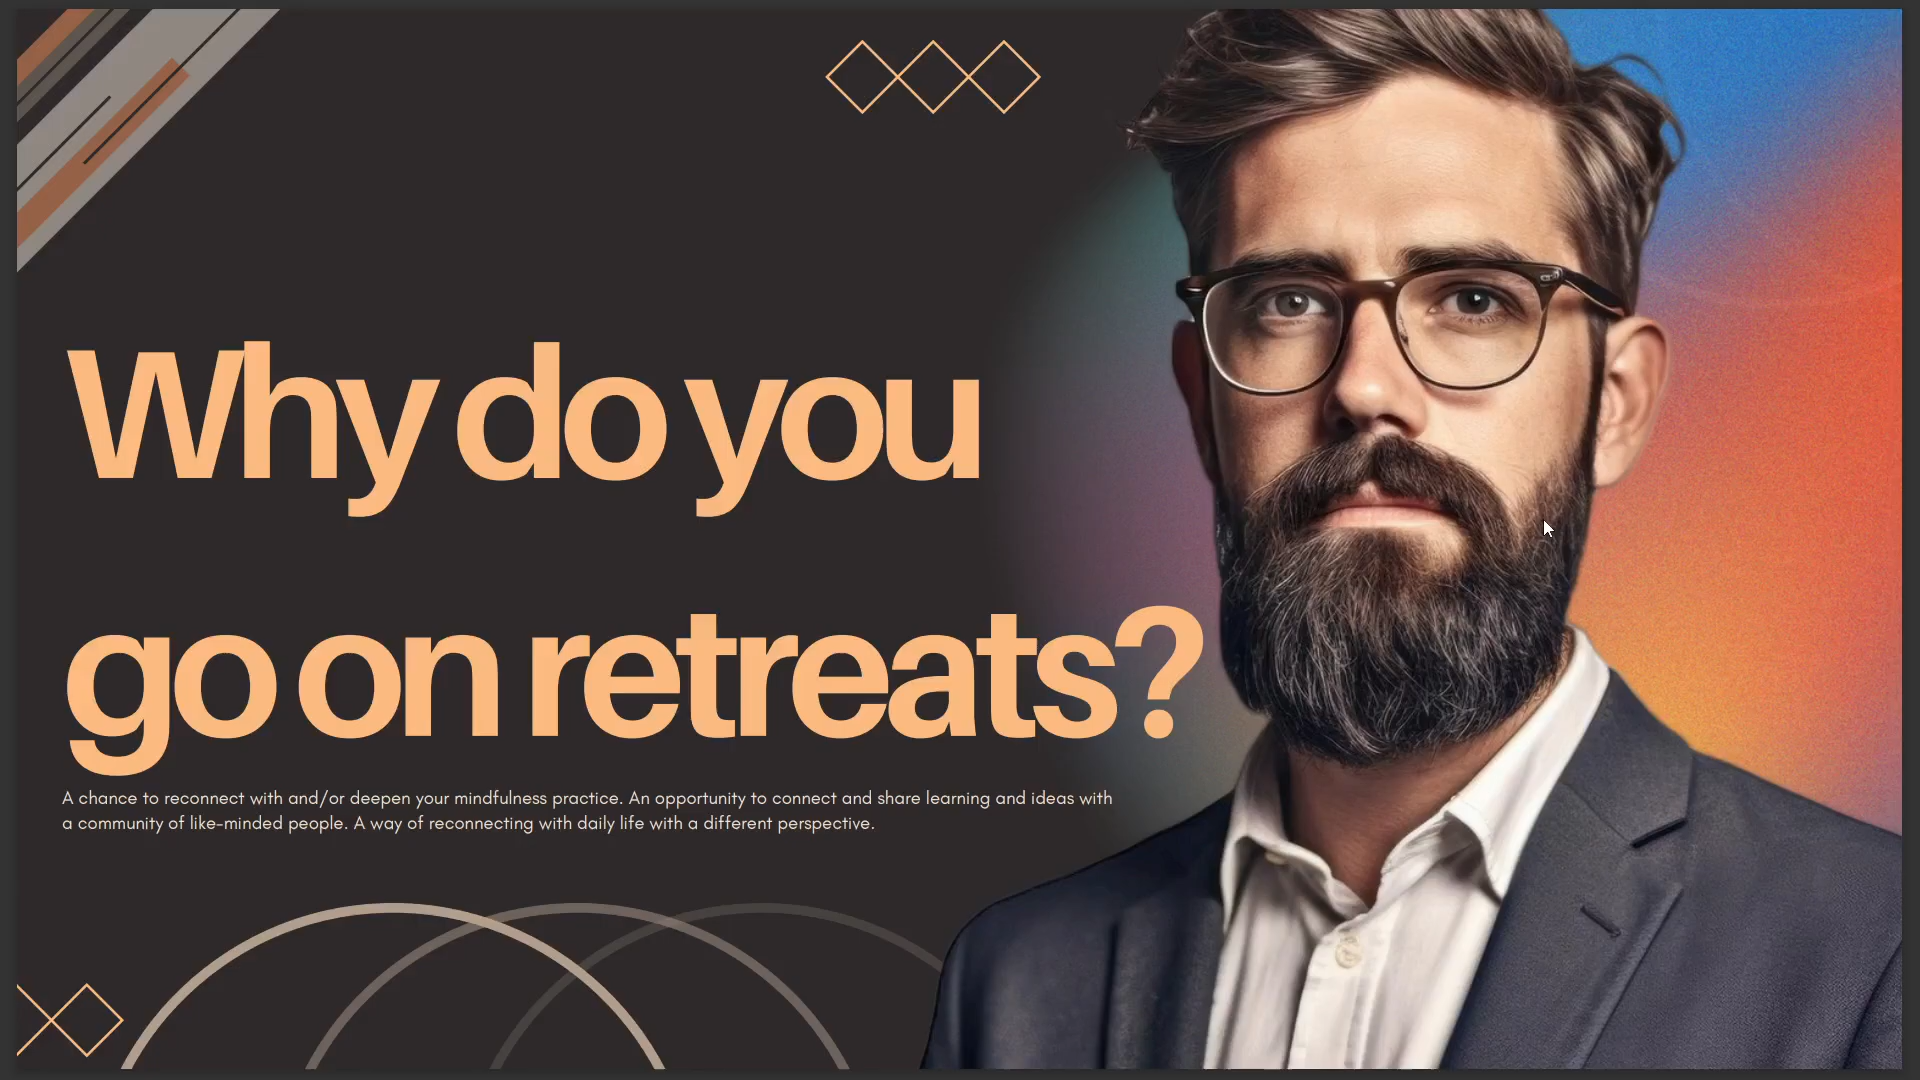 Why do you
go on retreats?
A chance to reconnect with and/or deepen your mindfulness practice. An opportunity to connect and share learning and ideas with
a community of like-minded people. A way of reconnecting with daily life with a different perspective.